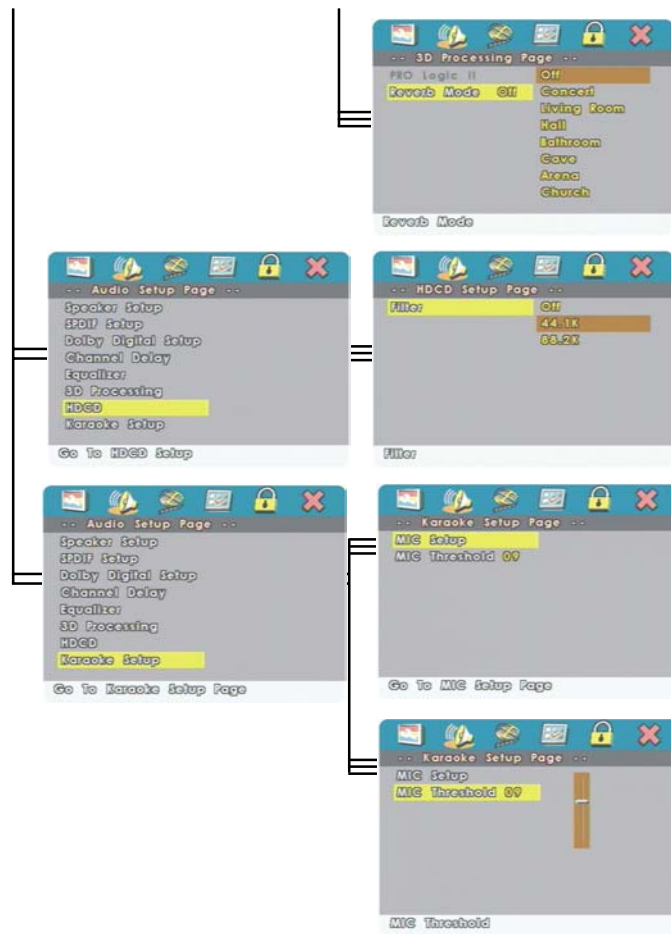 -- 3D Processing Page --
PRO Logic II
Off
Reverb Mode Off
Concert
Living Room
Hall
Bathroom
Cave
Arena
Church
Reverb Mode
-- Audio Setup Page --
Speaker Setup
SPDIF Setup
Dolby Digital Setup
Channel Delay
Equalizer
3D Processing
HDCD
Karaoke Setup
Go To HDCD Setup
-- HDCD Setup Page --
Filter
Off
44.1K
88.2K
Filter
-- Audio Setup Page --
Speaker Setup
SPDIF Setup
Dolby Digital Setup
Channel Delay
Equalizer
3D Processing
HDCD
Karaoke Setup
Go To Karaoke Setup Page
-- Karaoke Setup Page --
MIC Setup
MIC Threshold 09
Go To MIC Setup Page
-- Karaoke Setup Page --
MIC Setup
MIC Threshold 09
MIC Threshold